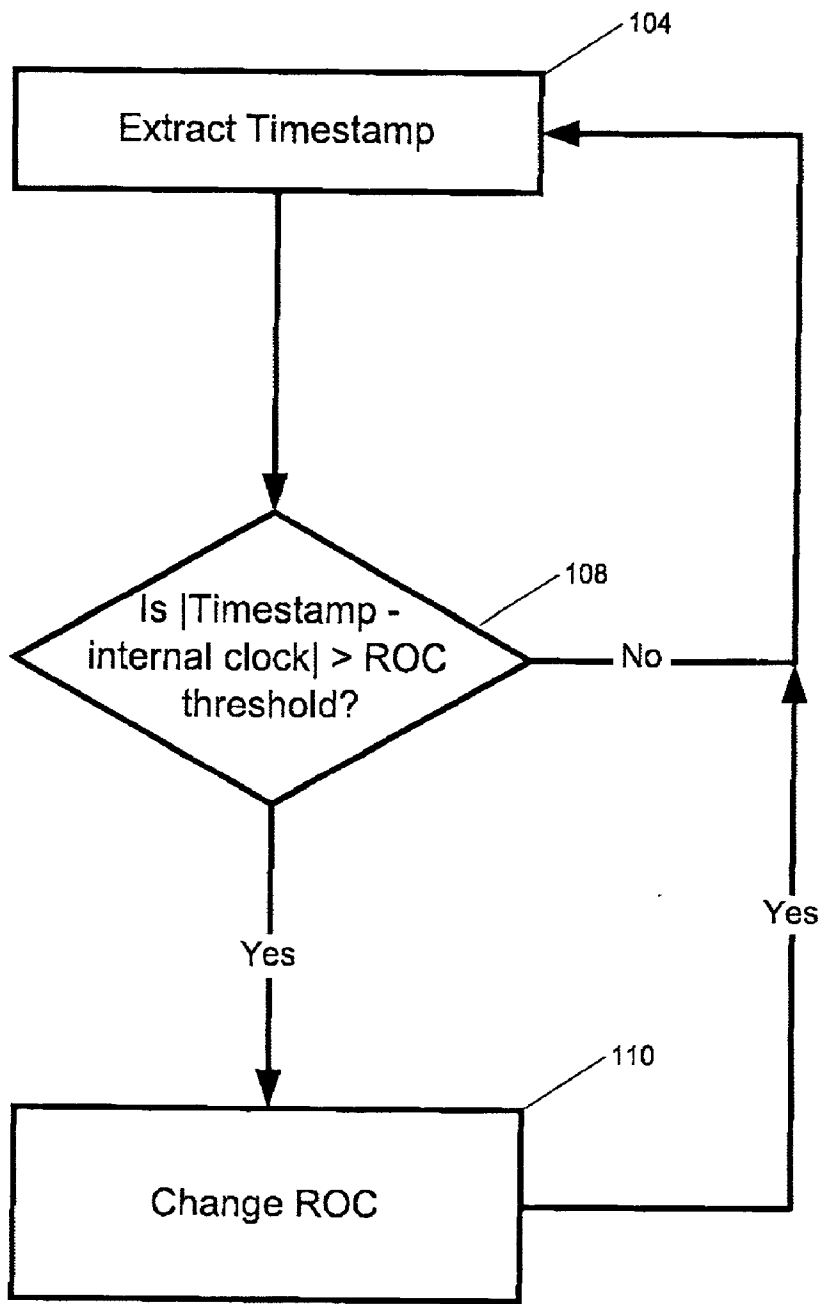 104
Extract Timestamp
108
Is |Timestamp -
internal clock| > ROC
threshold?
No
Yes
Yes
110
Change ROC